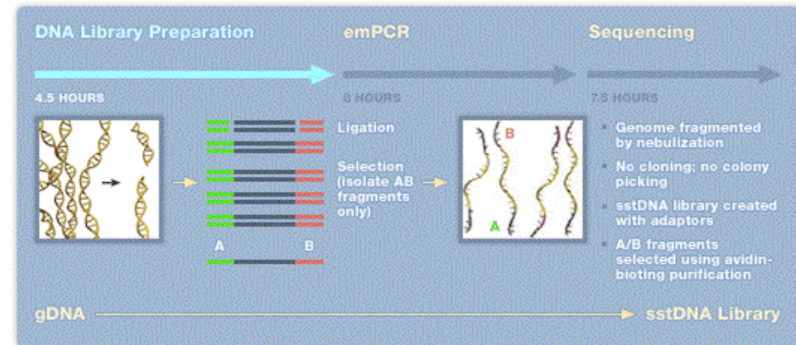 DNA Library Preparation
emPCR
Sequencing
4.5 HOURS
8 HOURS
7.5 HOURS
Ligation
Selection
(isolate AB
fragments
only)
A
B
B
A
• Genome fragmented
by nebulization
• No cloning; no colony
picking
• sstDNA library created
with adaptors
• A/B fragments
selected using avidin-
bioting purification
gDNA
sstDNA Library